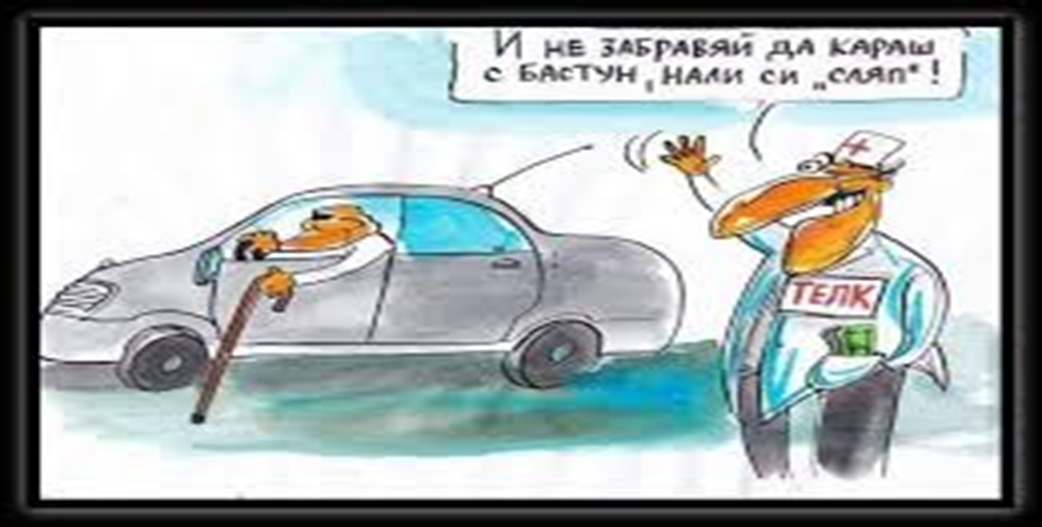 И НЕ ЗАБРАВЯЙ ДА КАРАШ
С БАСТУН, НАЛИ СИ „СЛЯП“!
ТЕЛК